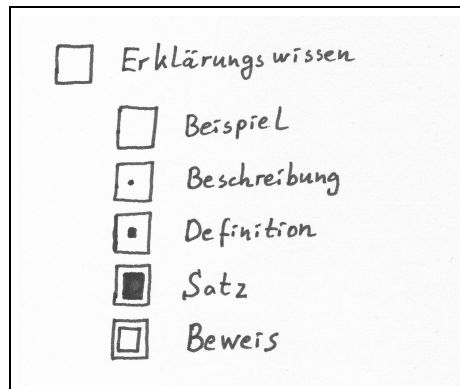 Erklärungswissen
Beispiel
Beschreibung
Definition
Satz
Beweis